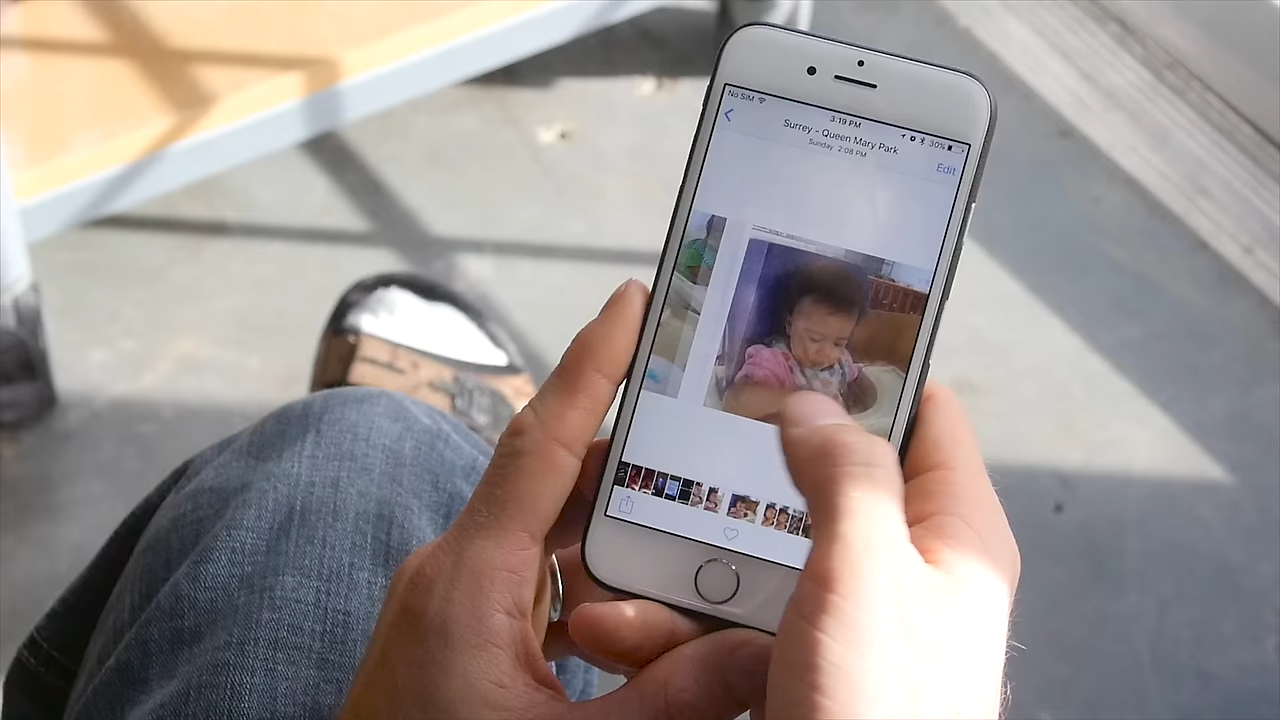 No SIM
3:19 PM
30%
Surrey - Queen Mary Park
Sunday 2:08 PM
Edit